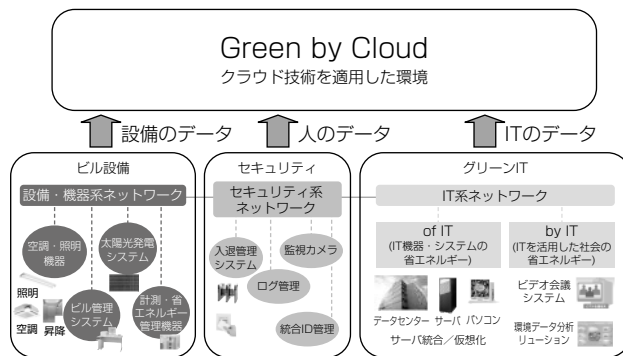 Green by Cloud
クラウド技術を適用した環境
設備のデータ
人のデータ
ITのデータ
ビル設備
設備・機器系ネットワーク
空調・照明
機器
太陽光発電
システム
照明
空調
昇降
ビル管理
システム
計測・省
エネルギー
管理機器
セキュリティ
セキュリティ系
ネットワーク
入退管理
システム
監視カメラ
ログ管理
統合ID管理
グリーンIT
IT系ネットワーク
of IT
(IT機器・システムの
省エネルギー)
データセンター
サーバ
パソコン
サーバ統合／仮想化
by IT
(ITを活用した社会の
省エネルギー)
ビデオ会議
システム
環境データ分析
リューション